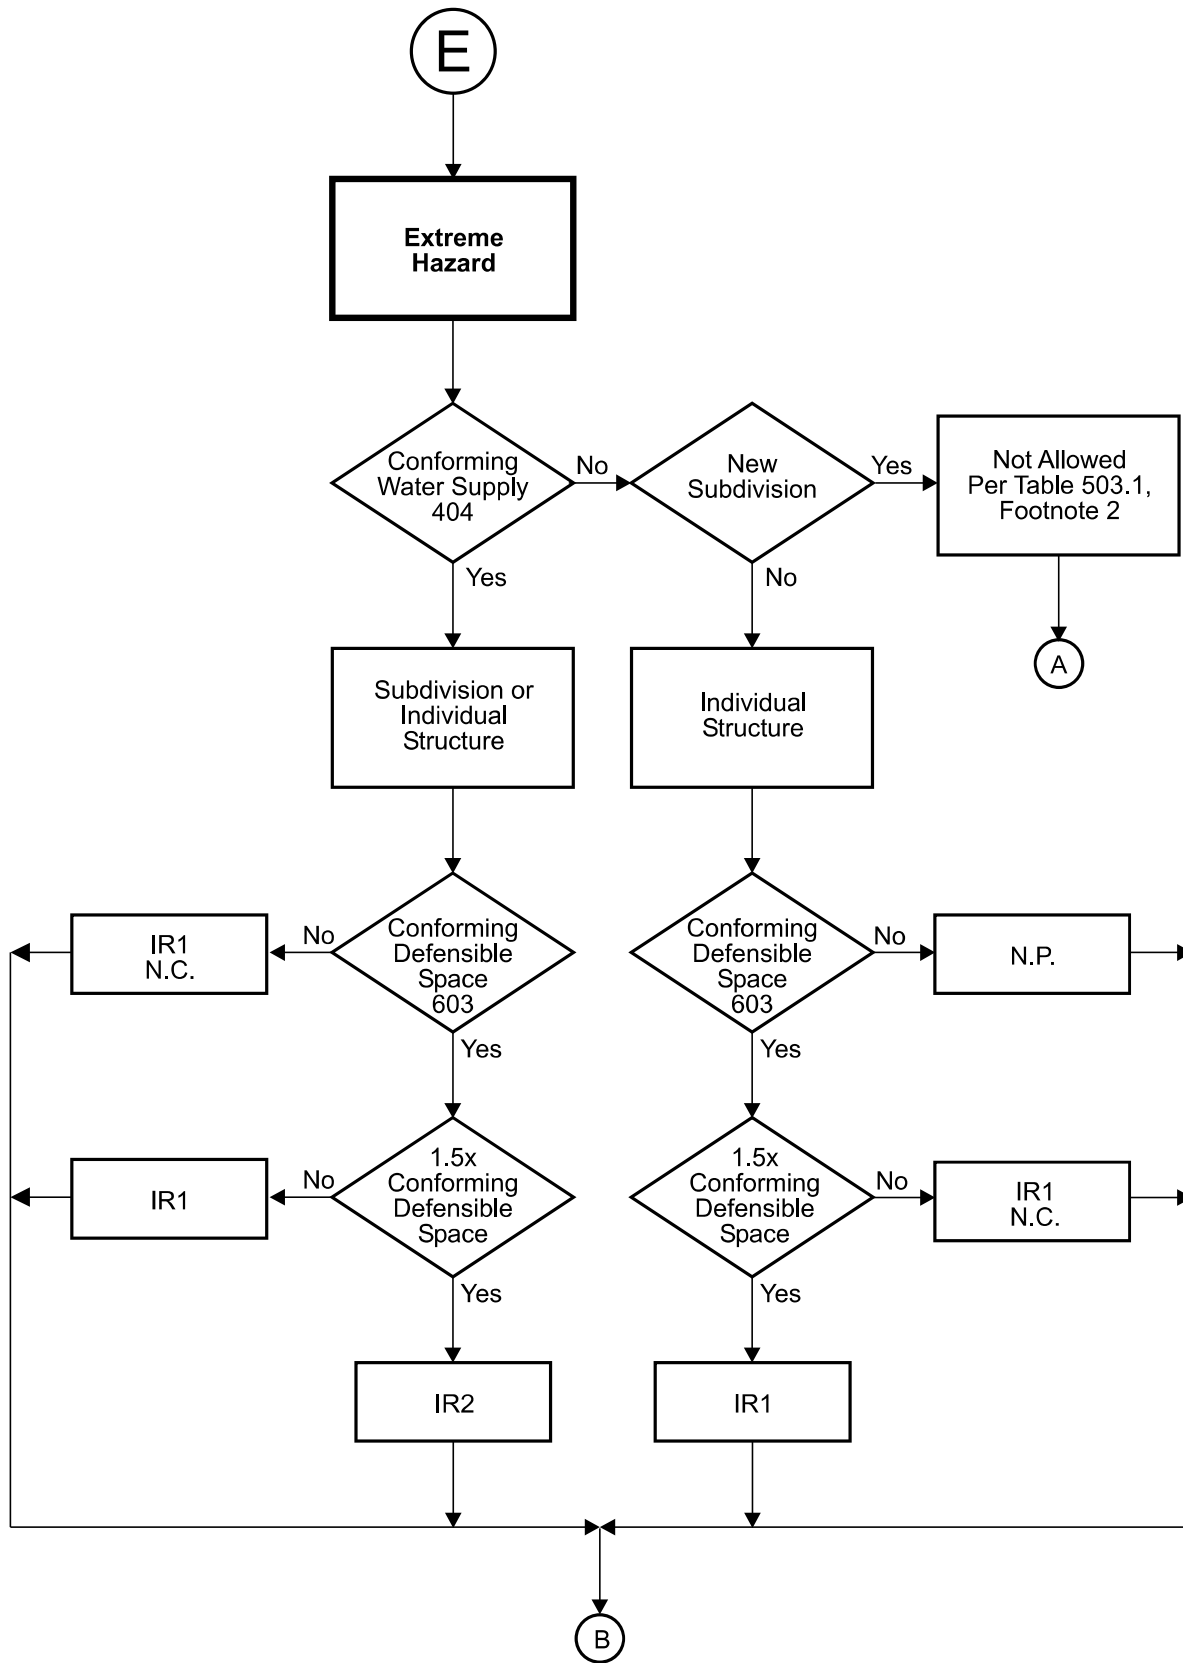 E
Extreme
Hazard
Conforming
Water Supply
404
No
New
Subdivision
Yes
Not Allowed
Per Table 503.1,
Footnote 2
Yes
No
A
Subdivision or
Individual
Structure
Individual
Structure
IR1
N.C.
No
Conforming
Defensible
Space
603
Conforming
Defensible
Space
603
No
N.P.
Yes
Yes
IR1
No
1.5x
Conforming
Defensible
Space
1.5x
Conforming
Defensible
Space
No
IR1
N.C.
Yes
Yes
IR2
IR1
B